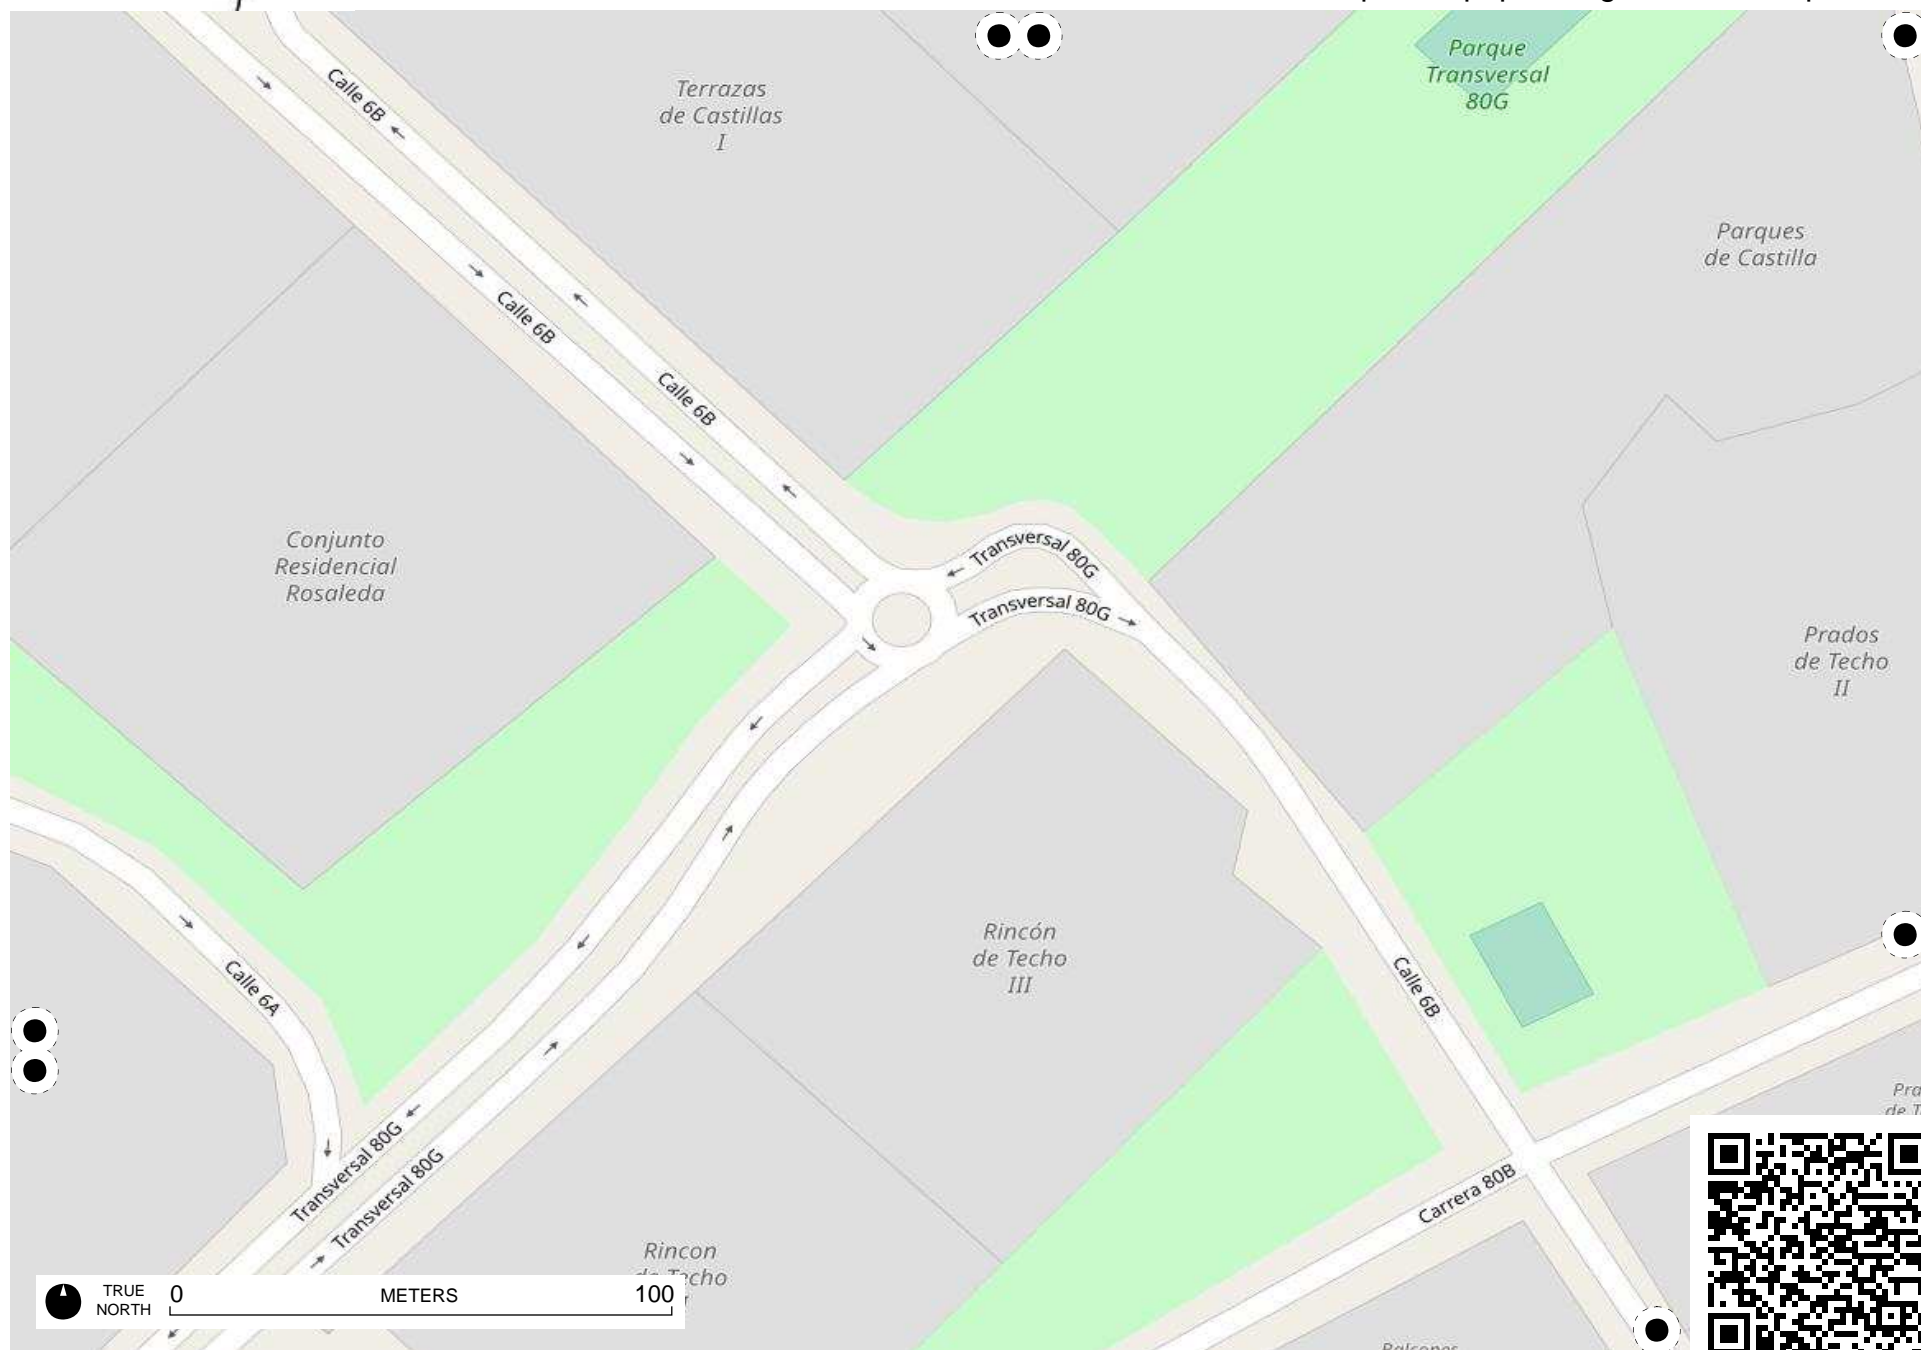 Parque
Transversal
80G
Calle 6B
Terrazas
de Castillas
I
Parques
de Castilla
Calle 6B
Calle 6B
Conjunto
Residencial
Rosaleda
Transversal 80G
Transversal 80G
Prados
de Techo
II
Rincón
de Techo
III
Calle 6B
Calle 6A
Transversal 80G
Transversal 80G
Carrera 80B
Rincon
de Techo
TRUE
NORTH
0
METERS
100